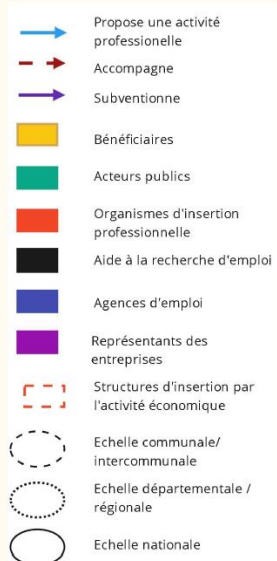 Propose une activité
professionelle
Accompagne
Subventionne
Bénéficiaires
Acteurs publics
Organismes d'insertion
professionnelle
Aide à la recherche d'emploi
Agences d'emploi
Représentants des
entreprises
Structures d'insertion par
l'activité économique
Echelle communale/
intercommunale
Echelle départementale /
régionale
Echelle nationale